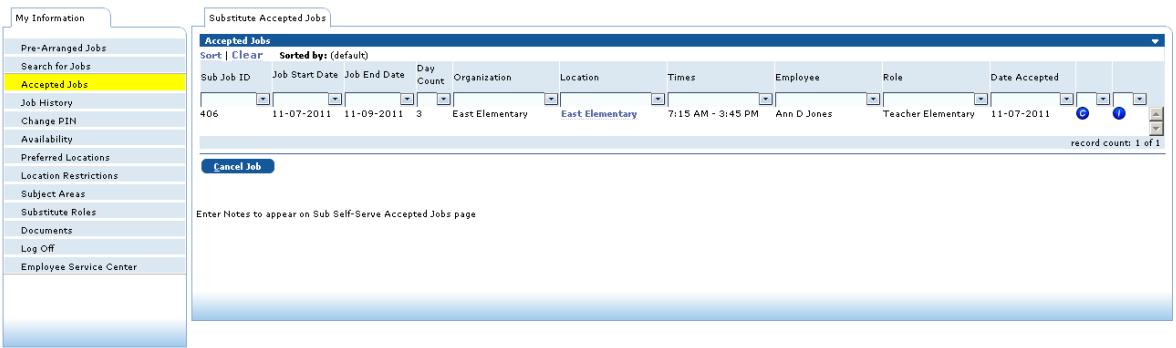 My Information
Pre-Arranged Jobs
Search for Jobs
Accepted Jobs
Job History
Change PIN
Availability
Preferred Locations
Location Restrictions
Subject Areas
Substitute Roles
Documents
Log Off
Employee Service Center
Substitute Accepted Jobs
Accepted Jobs
Sort | Clear Sorted by: (default)
Sub Job ID Job Start Date Job End Date Day Count Organization Location Times Employee Role Date Accepted
406 11-07-2011 11-09-2011 3 East Elementary East Elementary 7:15 AM - 3:45 PM Ann D Jones Teacher Elementary 11-07-2011 C I
record count: 1 of 1
Cancel Job
Enter Notes to appear on Sub Self-Serve Accepted Jobs page